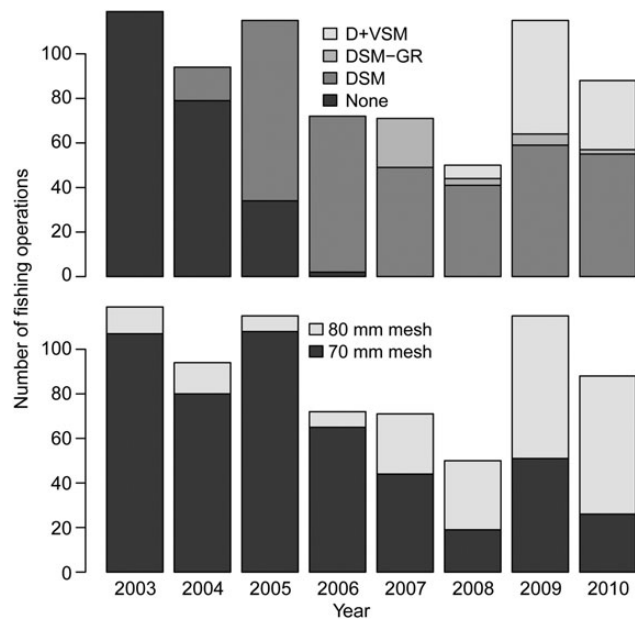 Number of fishing operations
100
80
60
40
20
0
D+VSM
DSM−GR
DSM
None
100
80
60
40
20
0
80 mm mesh
70 mm mesh
2003 2004 2005 2006 2007 2008 2009 2010
Year